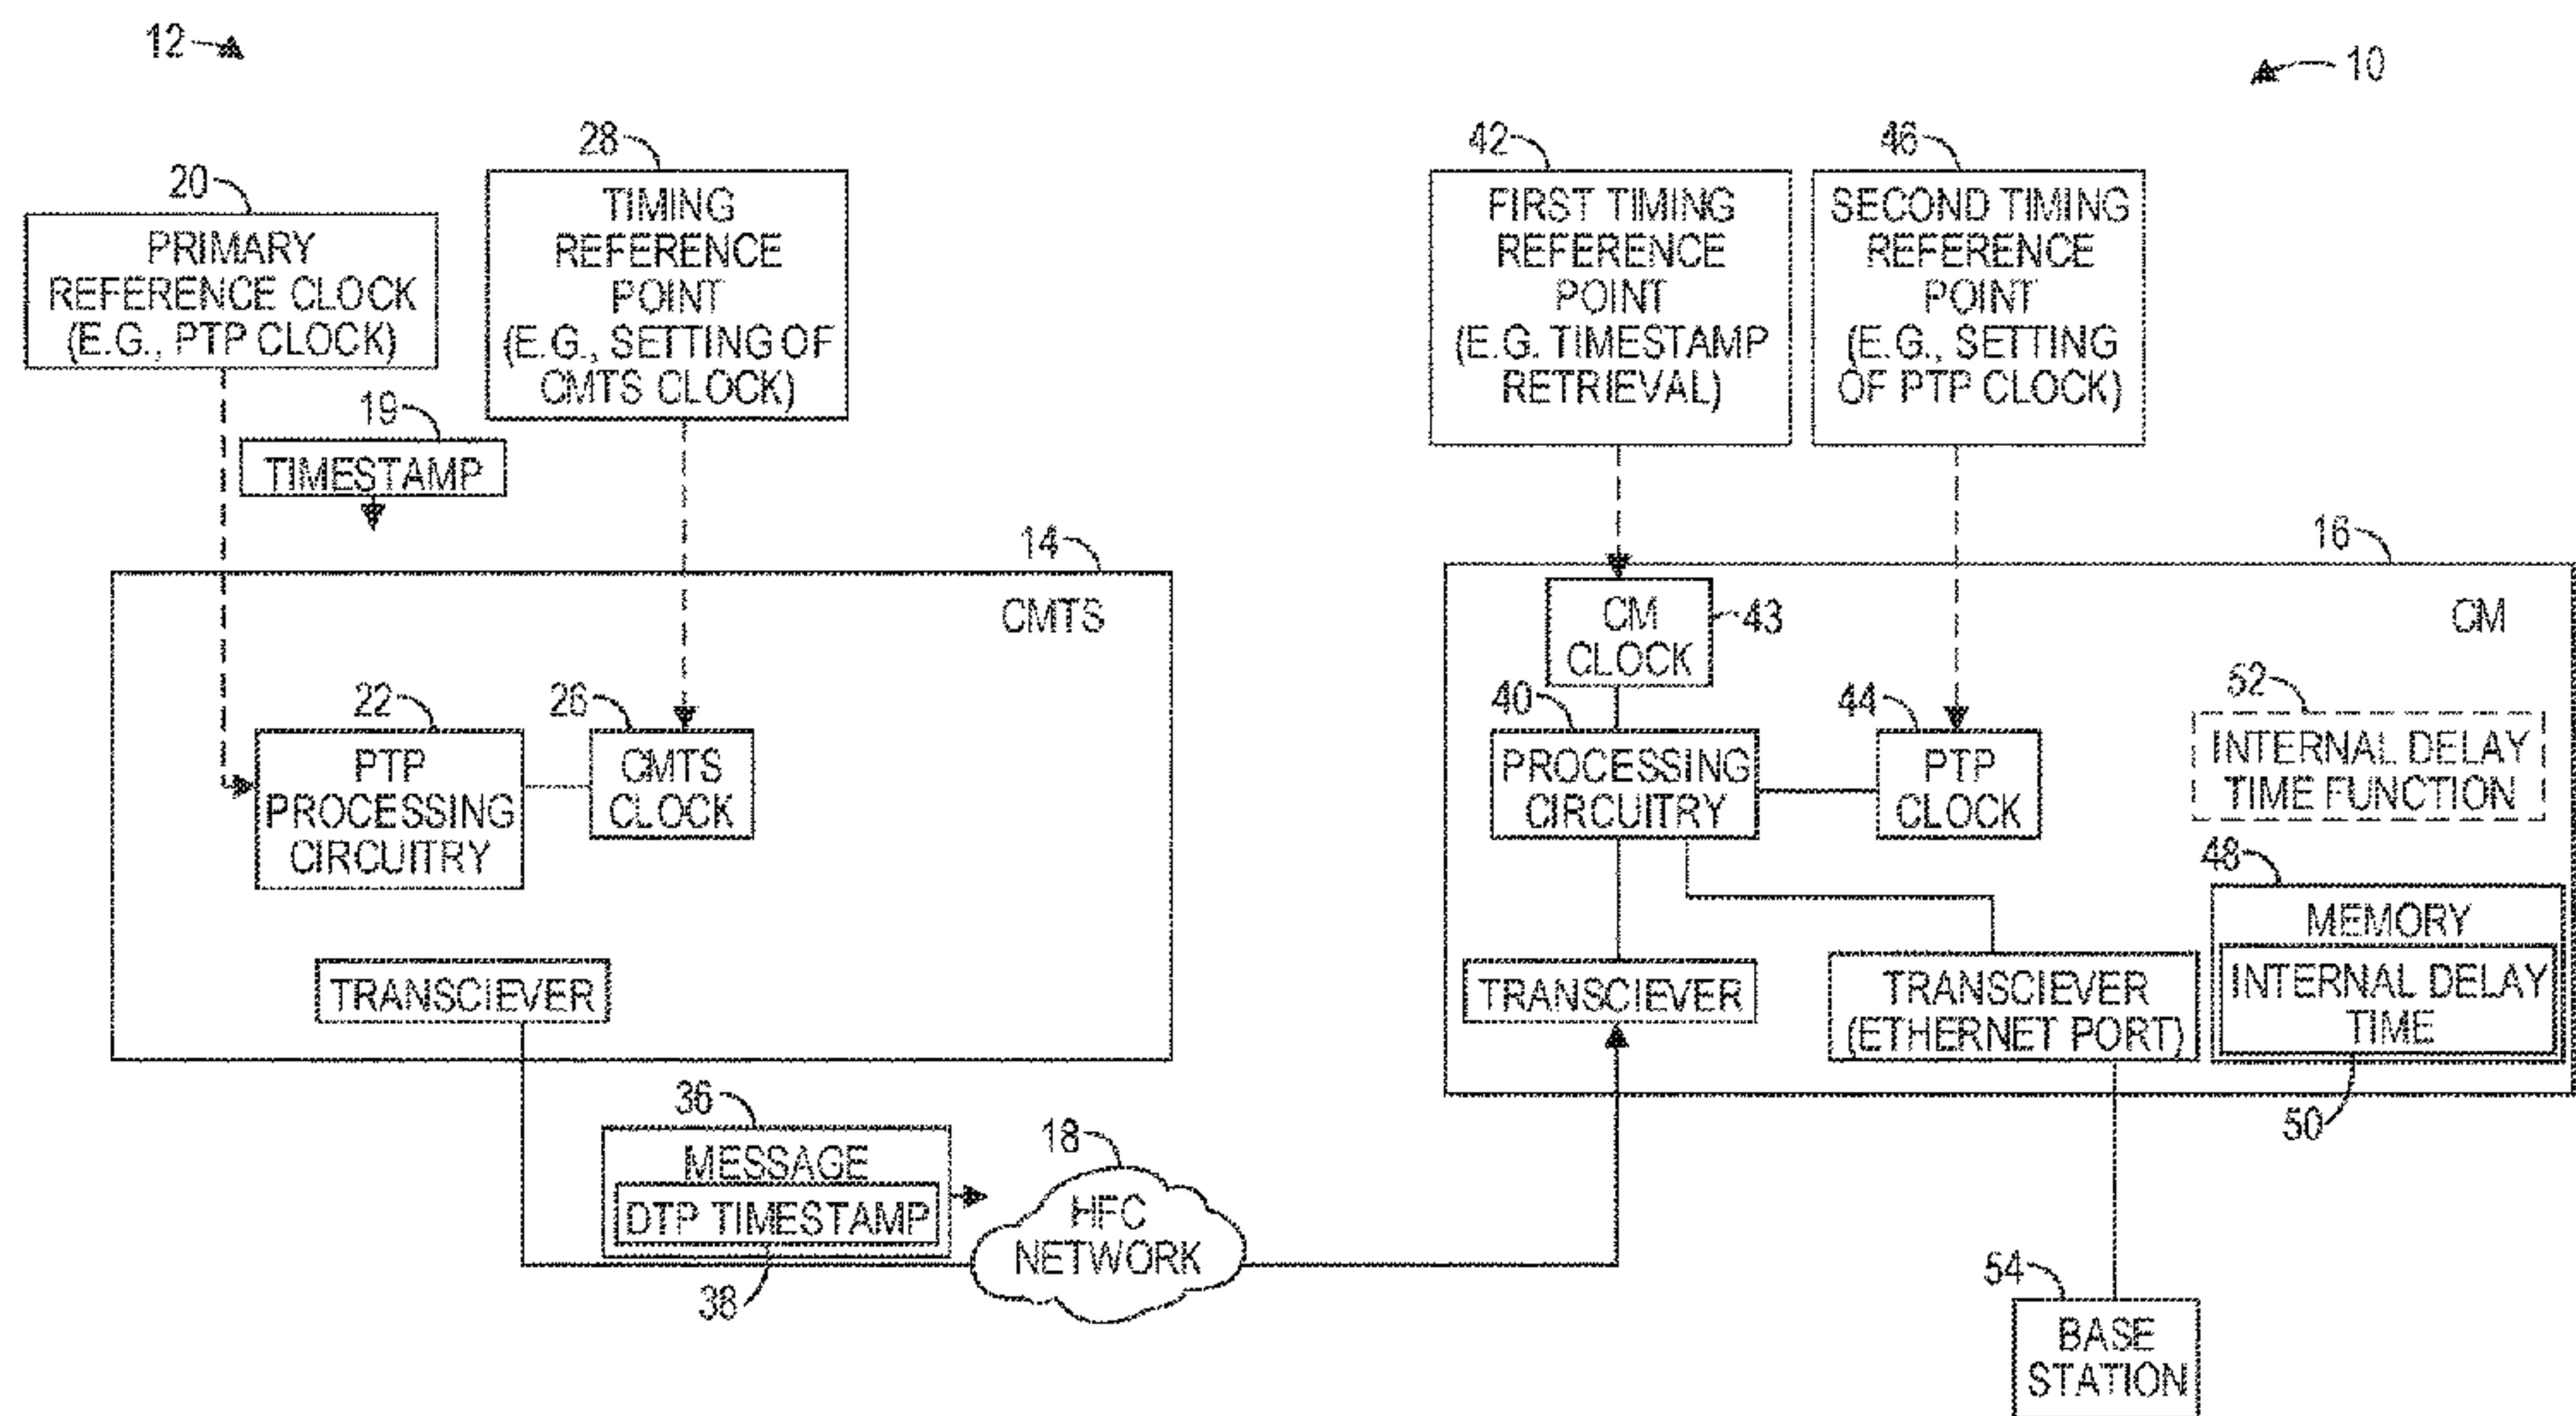 12
10
28
42
46
20
PRIMARY
REFERENCE CLOCK
(E.G., PTP CLOCK)
TIMING
REFERENCE
POINT
(E.G., SETTING OF
CMTS CLOCK)
FIRST TIMING
REFERENCE
POINT
(E.G. TIMESTAMP
RETRIEVAL)
SECOND TIMING
REFERENCE
POINT
(E.G., SETTING
OF PTP CLOCK)
19
TIMESTAMP
14
CMTS
22
PTP
PROCESSING
CIRCUITRY
26
CMTS
CLOCK
TRANSCIEVER
16
CM
CM
CLOCK
43
40
PROCESSING
CIRCUITRY
44
PTP
CLOCK
52
INTERNAL DELAY
TIME FUNCTION
48
MEMORY
INTERNAL DELAY
TIME
50
TRANSCIEVER
TRANSCIEVER
(ETHERNET PORT)
36
MESSAGE
DTP TIMESTAMP
38
18
HFC
NETWORK
54
BASE
STATION